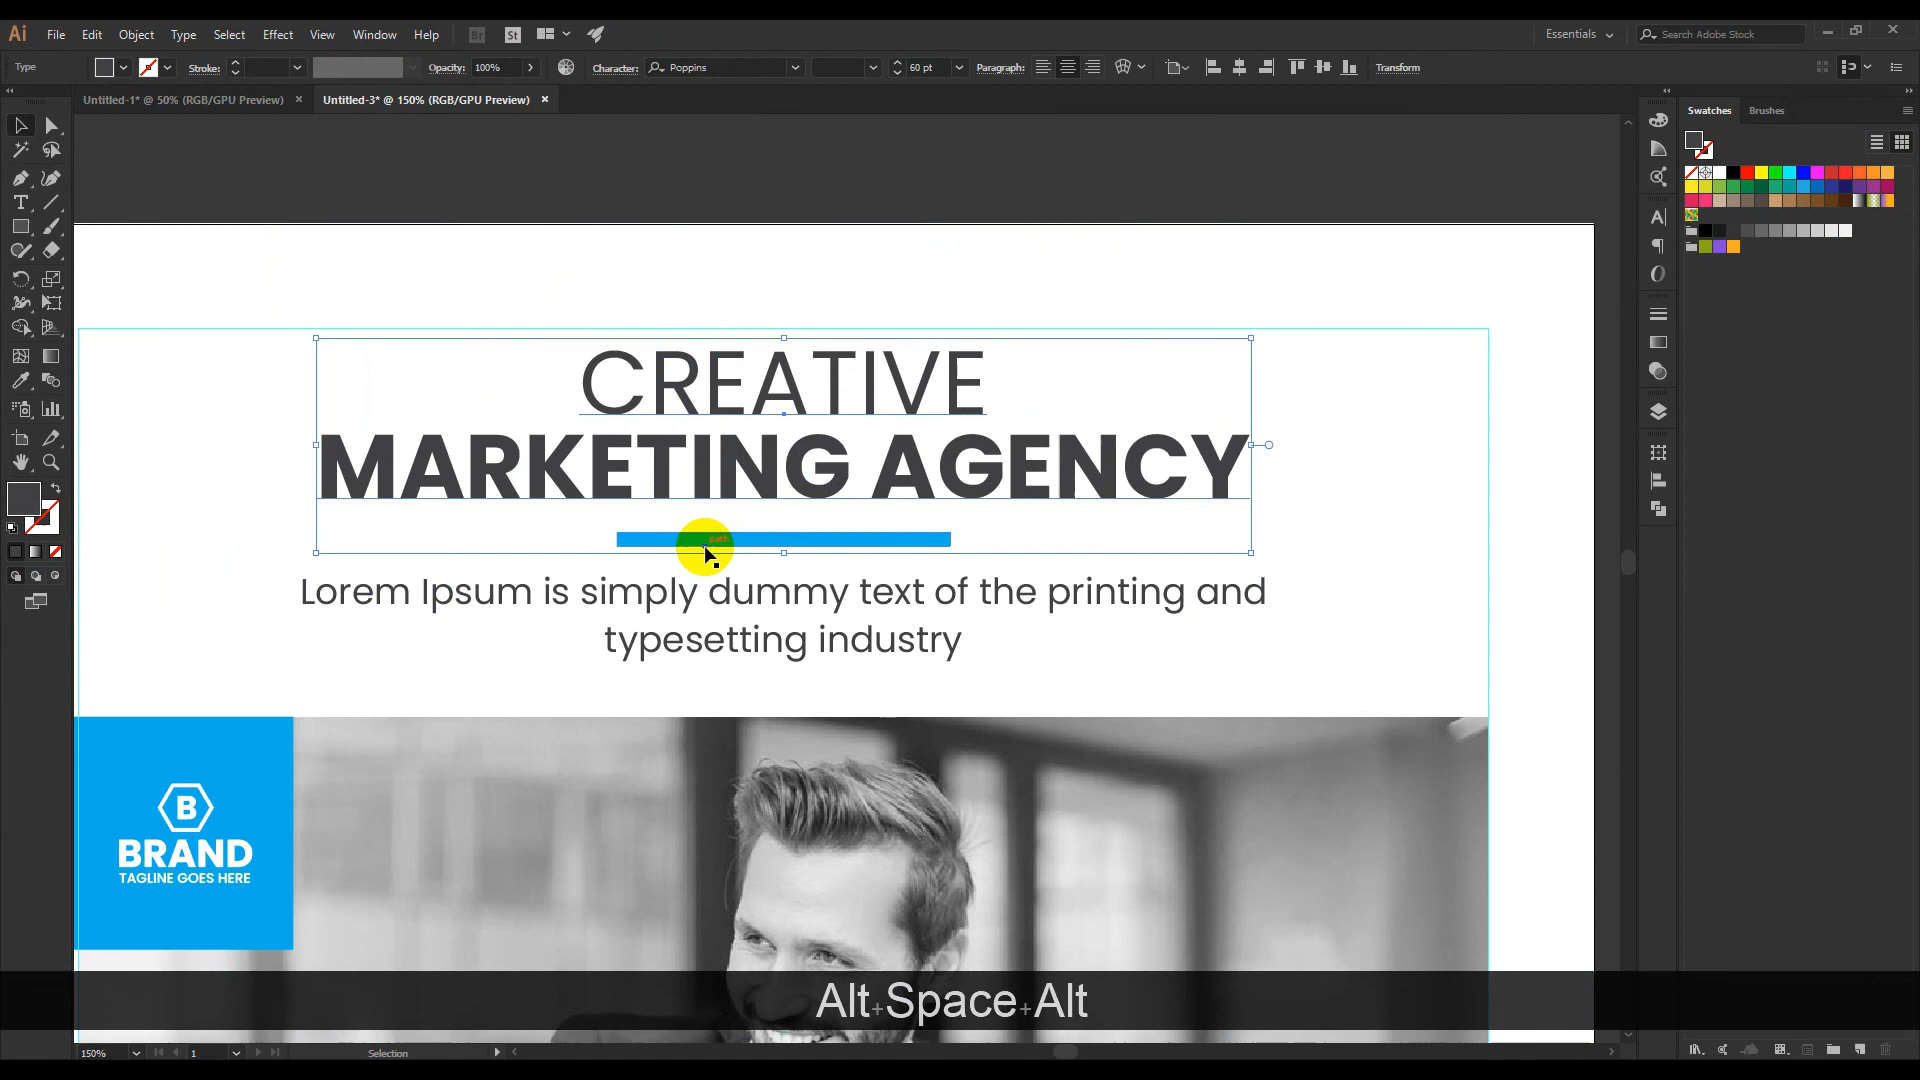 Ai File Edit Object Type Select Effect View Window Help Br St Essentials Search Adobe Stock
Type Stroke: Opacity: 100% Character: Poppins 60 pt Paragraph: Transform
Untitled-1* @ 50% (RGB/GPU Preview) × Untitled-3* @ 150% (RGB/GPU Preview) ×
Swatches Brushes
CREATIVE
MARKETING AGENCY
path
Lorem Ipsum is simply dummy text of the printing and
typesetting industry
B
BRAND
TAGLINE GOES HERE
Alt+Space+Alt
150% 1 Selection